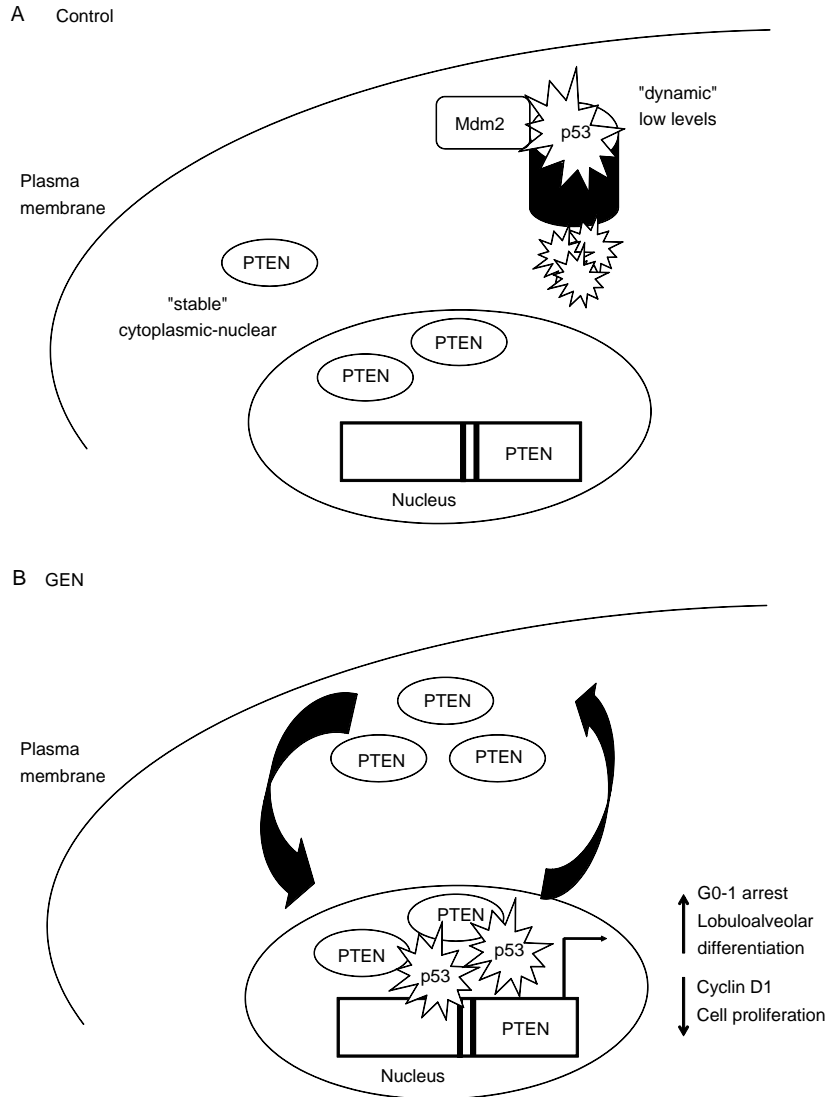 A Control
"dynamic"
low levels
Mdm2
p53
Plasma
membrane
PTEN
"stable"
cytoplasmic-nuclear
PTEN
PTEN
PTEN
Nucleus
B GEN
PTEN
Plasma
membrane
PTEN
PTEN
G0-1 arrest
Lobuloalveolar
differentiation
PTEN
PTEN
p53
p53
Cyclin D1
Cell proliferation
PTEN
Nucleus